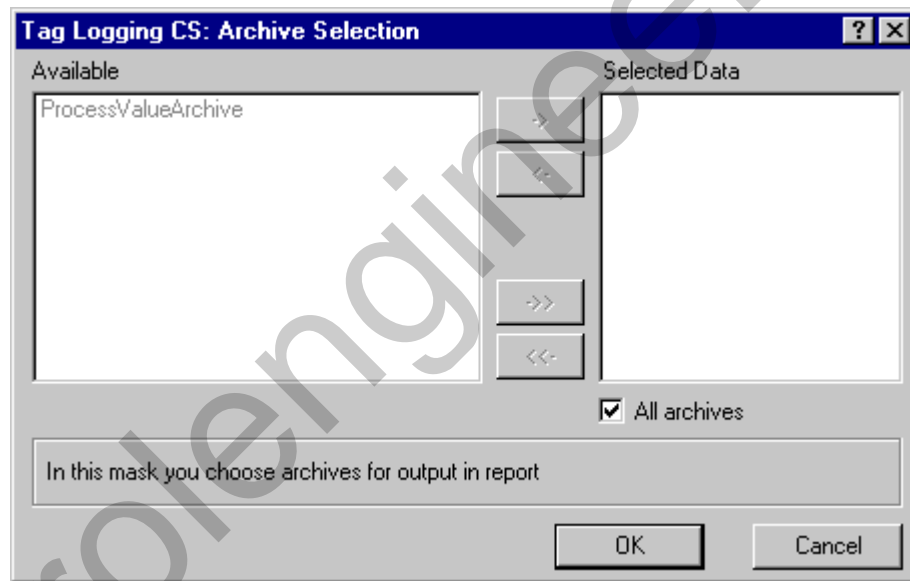 Tag Logging CS: Archive Selection
? X
Available
Selected Data
ProcessValueArchive
->
<-
->>
<<-
All archives
In this mask you choose archives for output in report
OK
Cancel
olengineer